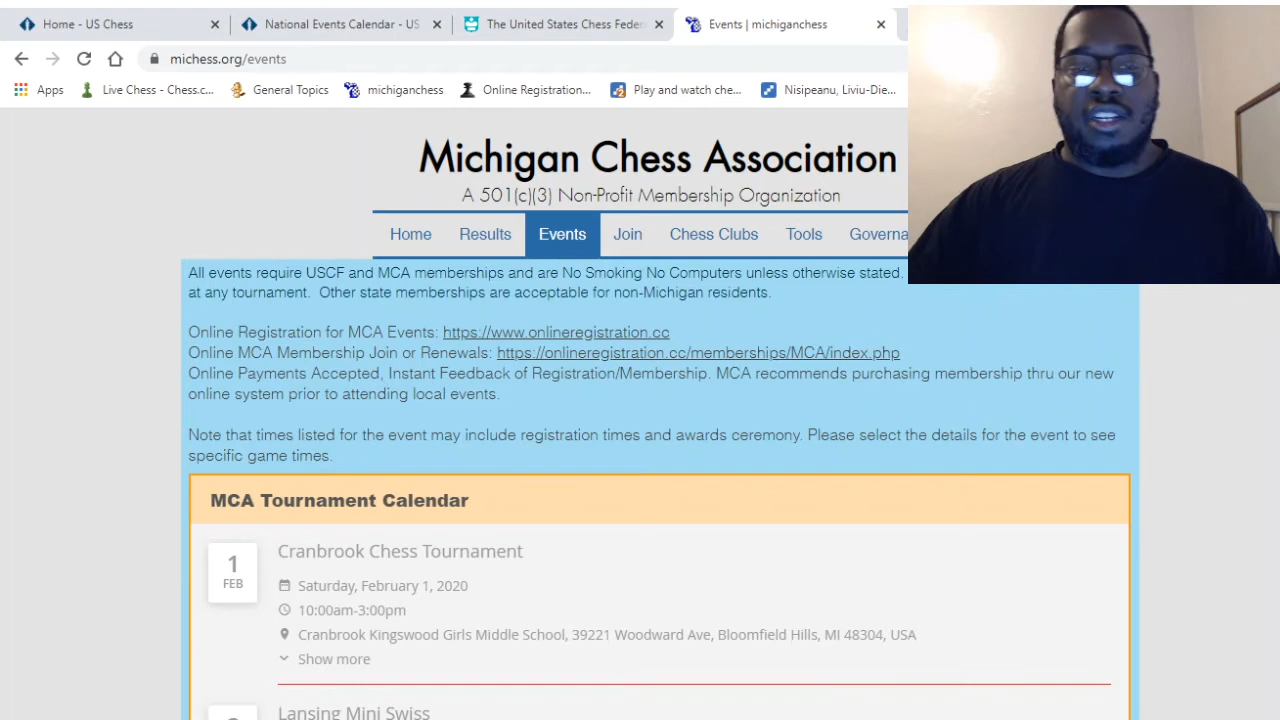 Home - US Chess
National Events Calendar - US
The United States Chess Feder
Events | michiganchess
michess.org/events
Apps
Live Chess - Chess.c...
General Topics
michiganchess
Online Registration...
Play and watch che...
Nisipeanu, Liviu-Die...
Michigan Chess Association
A 501(c)(3) Non-Profit Membership Organization
Home Results Events Join Chess Clubs Tools Governa
All events require USCF and MCA memberships and are No Smoking No Computers unless otherwise stated.
at any tournament. Other state memberships are acceptable for non-Michigan residents.
Online Registration for MCA Events: https://www.onlineregistration.cc
Online MCA Membership Join or Renewals: https://onlineregistration.cc/memberships/MCA/index.php
Online Payments Accepted, Instant Feedback of Registration/Membership. MCA recommends purchasing membership thru our new
online system prior to attending local events.
Note that times listed for the event may include registration times and awards ceremony. Please select the details for the event to see
specific game times.
MCA Tournament Calendar
1
FEB
Cranbrook Chess Tournament
Saturday, February 1, 2020
10:00am-3:00pm
Cranbrook Kingswood Girls Middle School, 39221 Woodward Ave, Bloomfield Hills, MI 48304, USA
Show more
Lansing Mini Swiss